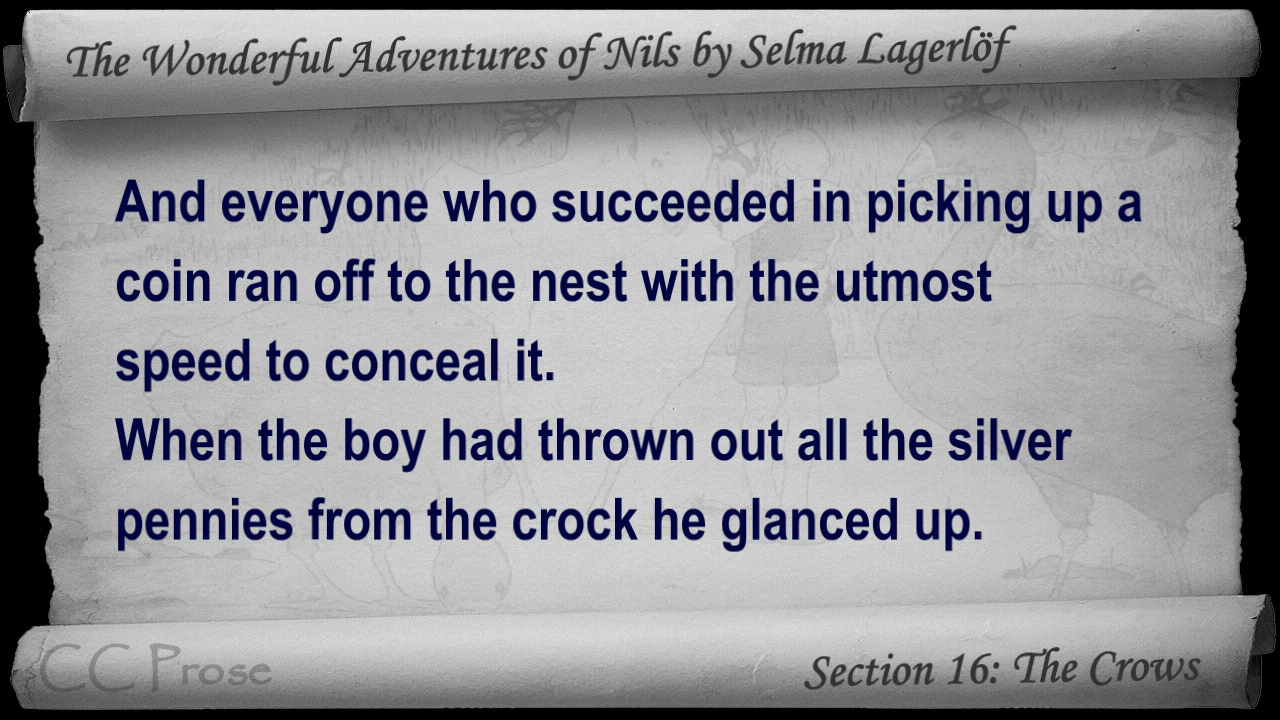 The Wonderful Adventures of Nils by Selma Lagerlöf
And everyone who succeeded in picking up a
coin ran off to the nest with the utmost
speed to conceal it.
When the boy had thrown out all the silver
pennies from the crock he glanced up.
CC Prose
Section 16: The Crows